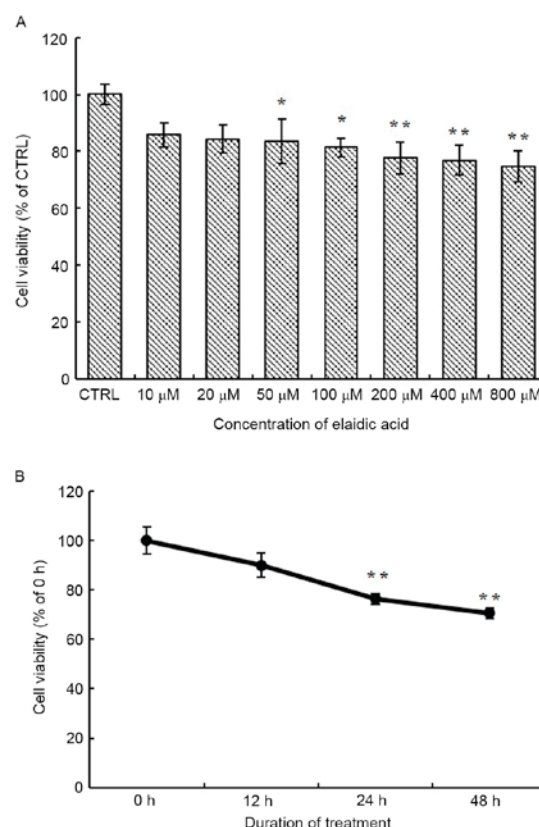 A
120
100
80
60
40
20
0
Cell viability (% of CTRL)
* * ** ** **
CTRL 10 μM 20 μM 50 μM 100 μM 200 μM 400 μM 800 μM
Concentration of elaidic acid
B
120
100
80
60
40
20
0
Cell viability (% of 0 h)
** **
0 h 12 h 24 h 48 h
Duration of treatment